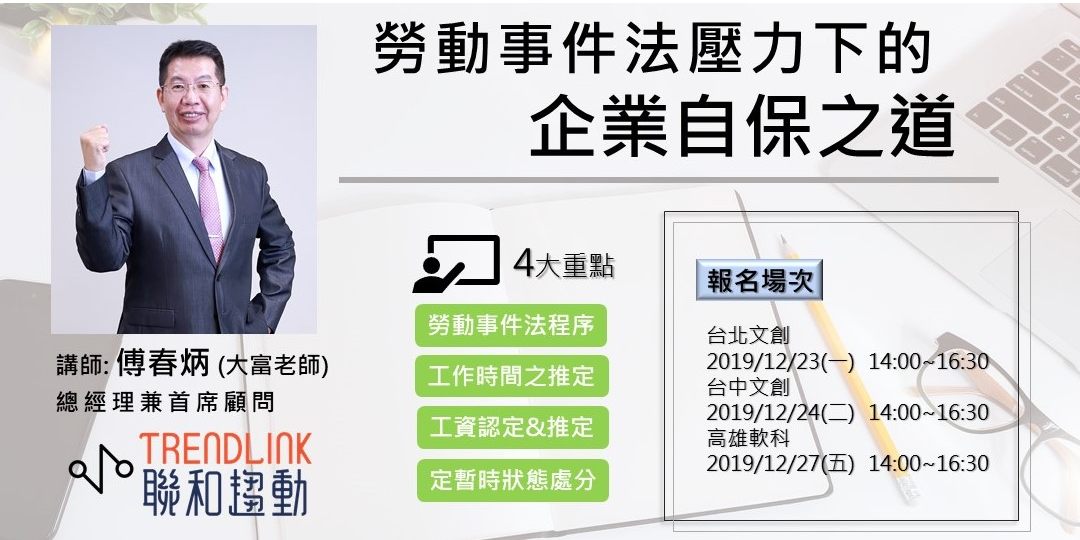 勞動事件法壓力下的
企業自保之道
講師: 傅春炳 (大富老師)
總經理兼首席顧問
TRENDLINK
聯和趨動
4大重點
勞動事件法程序
工作時間之推定
工資認定&推定
定暫時狀態處分
報名場次
台北文創
2019/12/23(一) 14:00~16:30
台中文創
2019/12/24(二) 14:00~16:30
高雄軟科
2019/12/27(五) 14:00~16:30